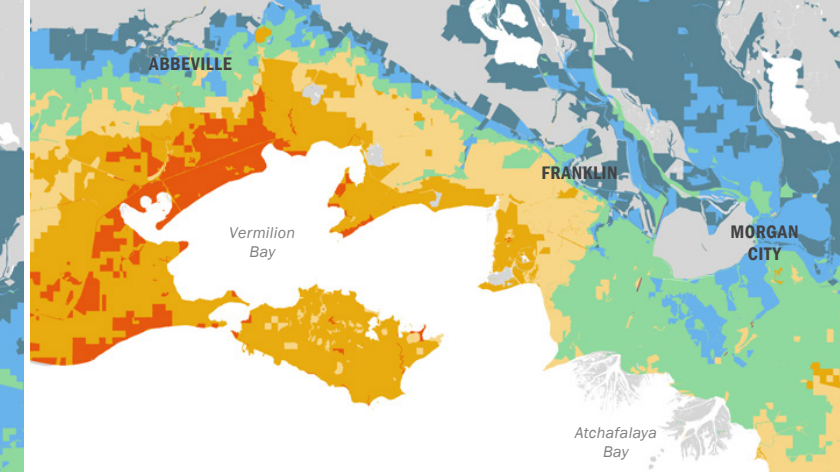 ABBEVILLE
FRANKLIN
Vermilion
Bay
MORGAN
CITY
Atchafalaya
Bay